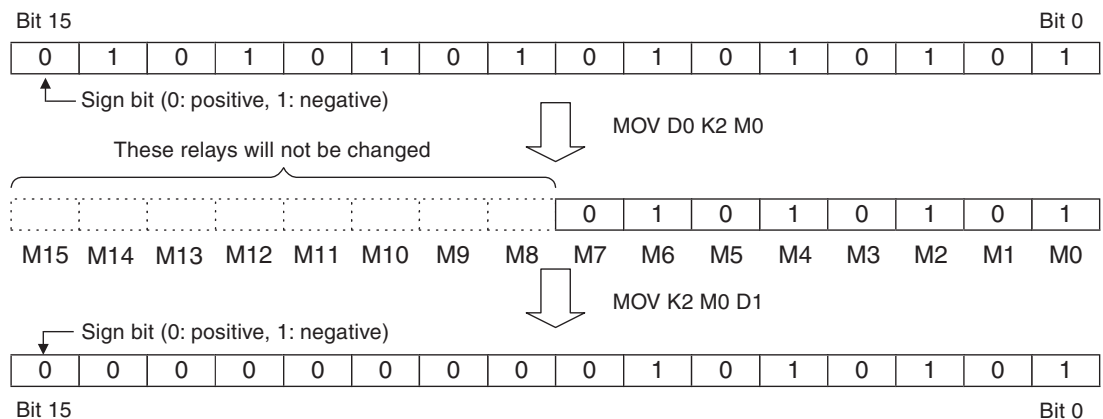 Bit 15 Bit 0
0 1 0 1 0 1 0 1 0 1 0 1 0 1 0 1
Sign bit (0: positive, 1: negative)
MOV D0 K2 M0
These relays will not be changed
0 1 0 1 0 1 0 1
M15 M14 M13 M12 M11 M10 M9 M8 M7 M6 M5 M4 M3 M2 M1 M0
MOV K2 M0 D1
Sign bit (0: positive, 1: negative)
0 0 0 0 0 0 0 0 0 1 0 1 0 1 0 1
Bit 15 Bit 0